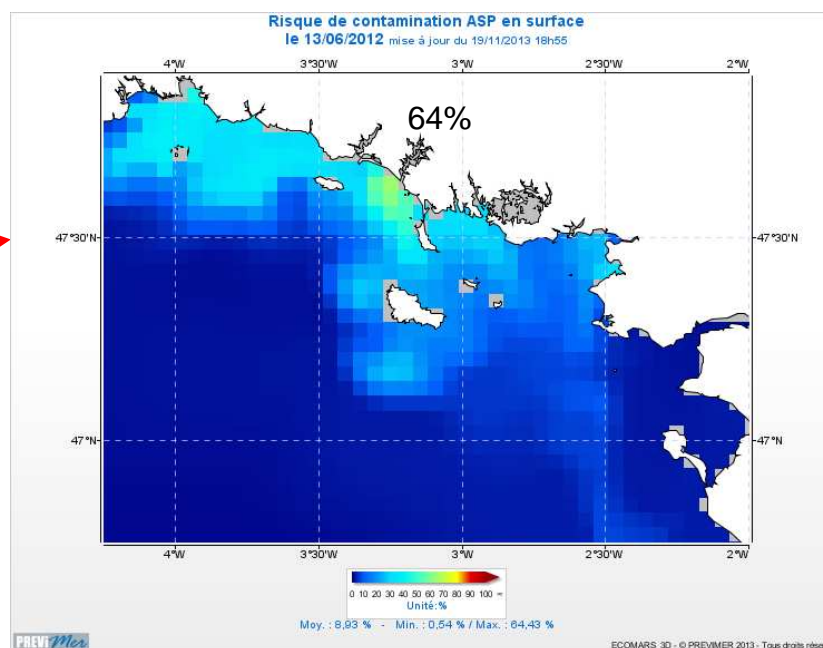 Risque de contamination ASP en surface
le 13/06/2012 mise à jour du 19/11/2013 18h55
4°W 3°30'W 3°W 2°30'W 2°W
64%
47°30'N 47°30'N
47°N 47°N
4°W 3°30'W 3°W 2°30'W 2°W
0 10 20 30 40 50 60 70 80 90 100 ∞
Unité:%
Moy. : 8,93 % - Min. : 0,54 % / Max. : 64,43 %
PREViMer ECOMARS 3D - © PREVIMER 2013 - Tous droits rése